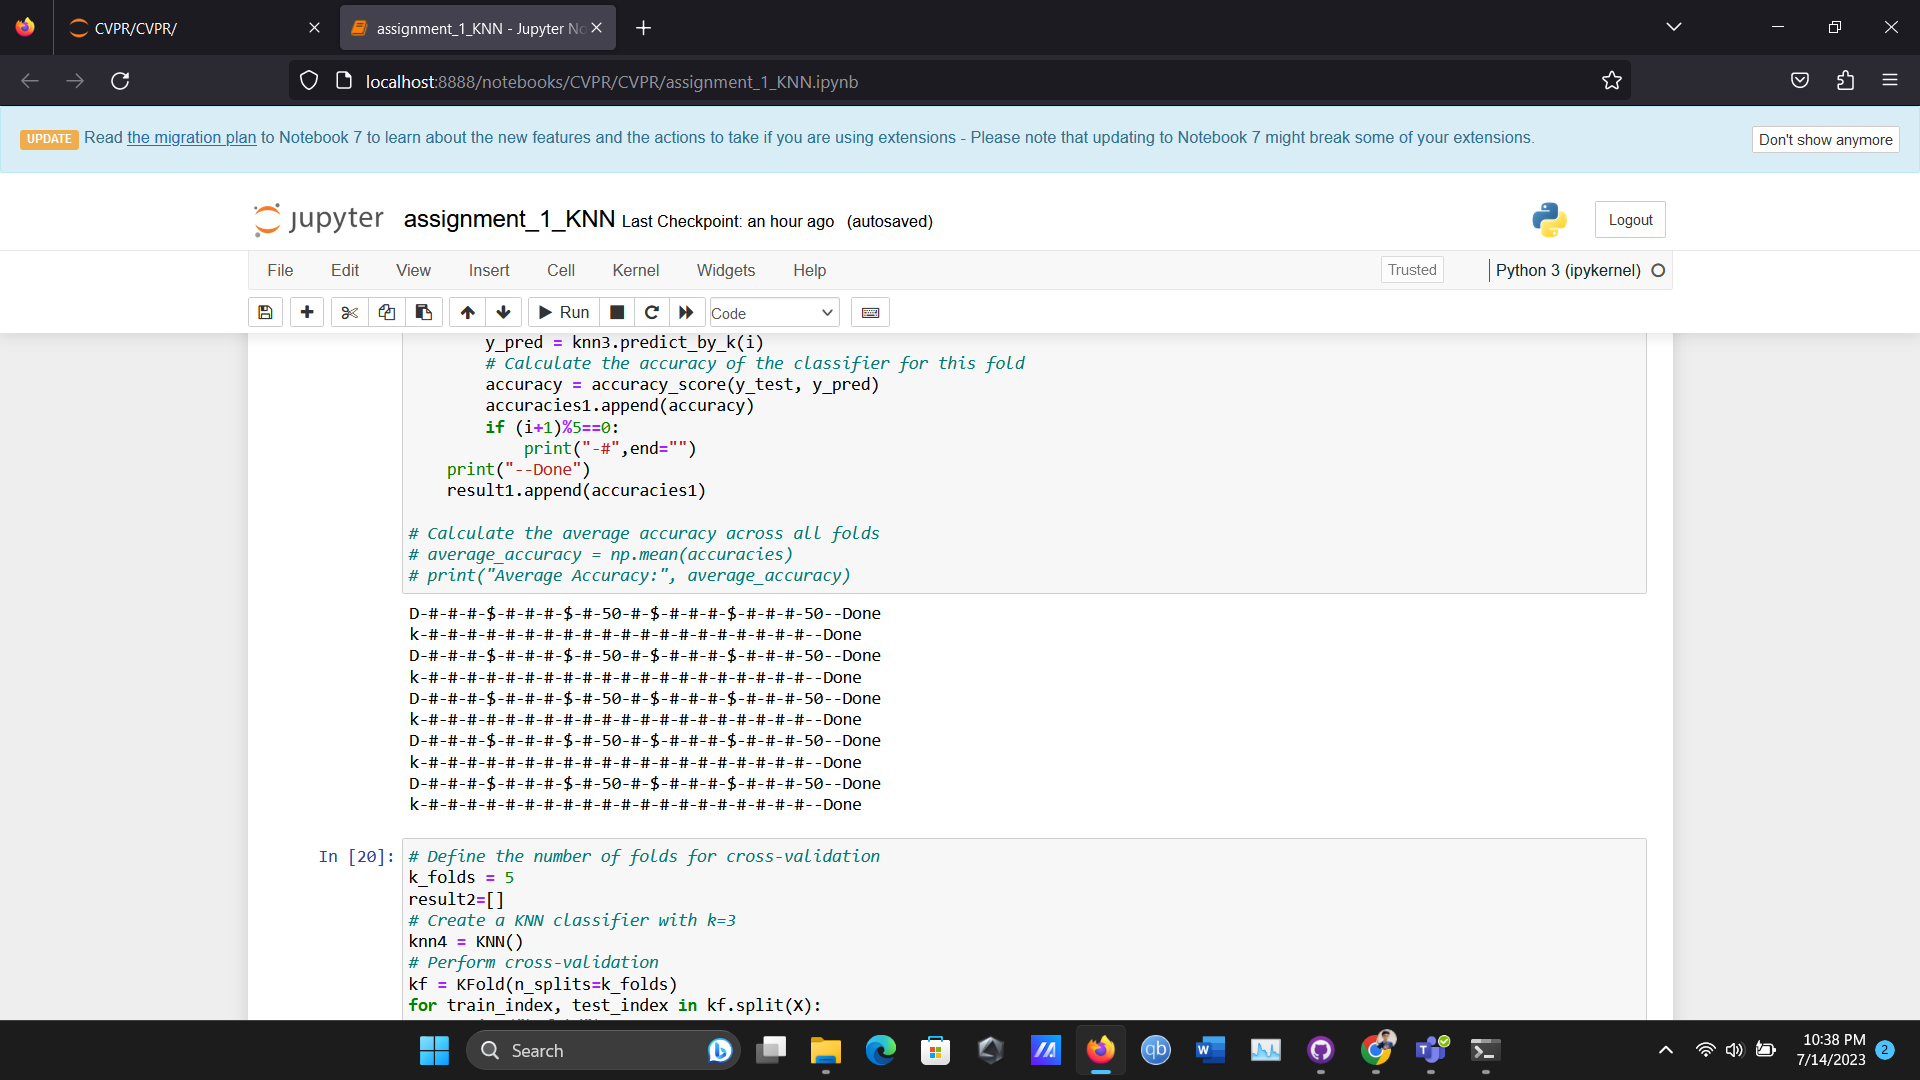 CVPR/CVPR/
assignment_1_KNN - Jupyter No
localhost:8888/notebooks/CVPR/CVPR/assignment_1_KNN.ipynb
UPDATE Read the migration plan to Notebook 7 to learn about the new features and the actions to take if you are using extensions - Please note that updating to Notebook 7 might break some of your extensions.
Don't show anymore
jupyter assignment_1_KNN Last Checkpoint: an hour ago (autosaved)
Logout
File Edit View Insert Cell Kernel Widgets Help
Trusted
Python 3 (ipykernel)
Run
Code
y_pred = knn3.predict_by_k(i)
# Calculate the accuracy of the classifier for this fold
accuracy = accuracy_score(y_test, y_pred)
accuracies1.append(accuracy)
if (i+1)%5==0:
print("-#",end="")
print("--Done")
result1.append(accuracies1)
# Calculate the average accuracy across all folds
# average_accuracy = np.mean(accuracies)
# print("Average Accuracy:", average_accuracy)
D-#-#-#-$-#-#-#-$-#-50-#-$-#-#-#-$-#-#-#-50--Done
k-#-#-#-#-#-#-#-#-#-#-#-#-#-#-#-#-#-#-#-#--Done
D-#-#-#-$-#-#-#-$-#-50-#-$-#-#-#-$-#-#-#-50--Done
k-#-#-#-#-#-#-#-#-#-#-#-#-#-#-#-#-#-#-#-#--Done
D-#-#-#-$-#-#-#-$-#-50-#-$-#-#-#-$-#-#-#-50--Done
k-#-#-#-#-#-#-#-#-#-#-#-#-#-#-#-#-#-#-#-#--Done
D-#-#-#-$-#-#-#-$-#-50-#-$-#-#-#-$-#-#-#-50--Done
k-#-#-#-#-#-#-#-#-#-#-#-#-#-#-#-#-#-#-#-#--Done
D-#-#-#-$-#-#-#-$-#-50-#-$-#-#-#-$-#-#-#-50--Done
k-#-#-#-#-#-#-#-#-#-#-#-#-#-#-#-#-#-#-#-#--Done
In [20]:
# Define the number of folds for cross-validation
k_folds = 5
result2=[]
# Create a KNN classifier with k=3
knn4 = KNN()
# Perform cross-validation
kf = KFold(n_splits=k_folds)
for train_index, test_index in kf.split(X):
Search
qb
W
10:38 PM
7/14/2023
2